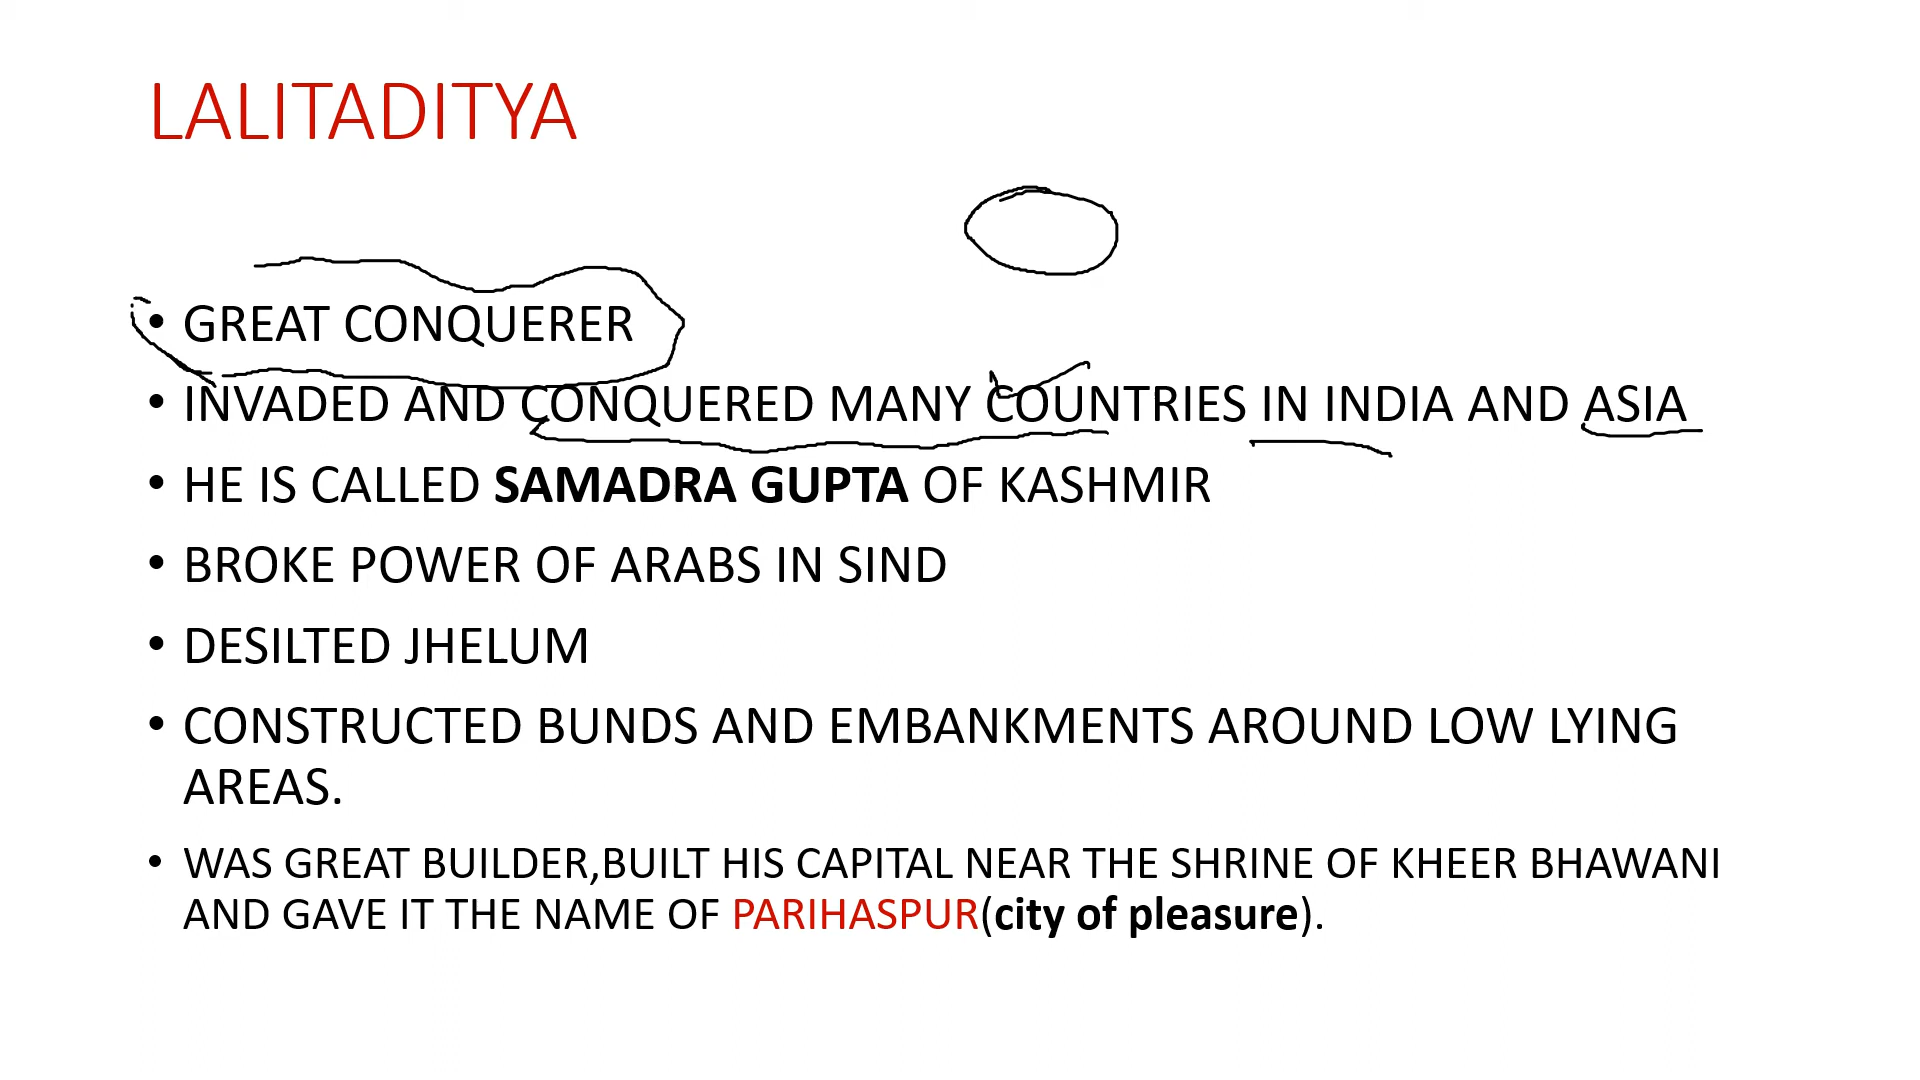 LALITADITYA
• GREAT CONQUERER
• INVADED AND CONQUERED MANY COUNTRIES IN INDIA AND ASIA
• HE IS CALLED SAMADRA GUPTA OF KASHMIR
• BROKE POWER OF ARABS IN SIND
• DESILTED JHELUM
• CONSTRUCTED BUNDS AND EMBANKMENTS AROUND LOW LYING
AREAS.
• WAS GREAT BUILDER,BUILT HIS CAPITAL NEAR THE SHRINE OF KHEER BHAWANI
AND GAVE IT THE NAME OF PARIHASPUR(city of pleasure).